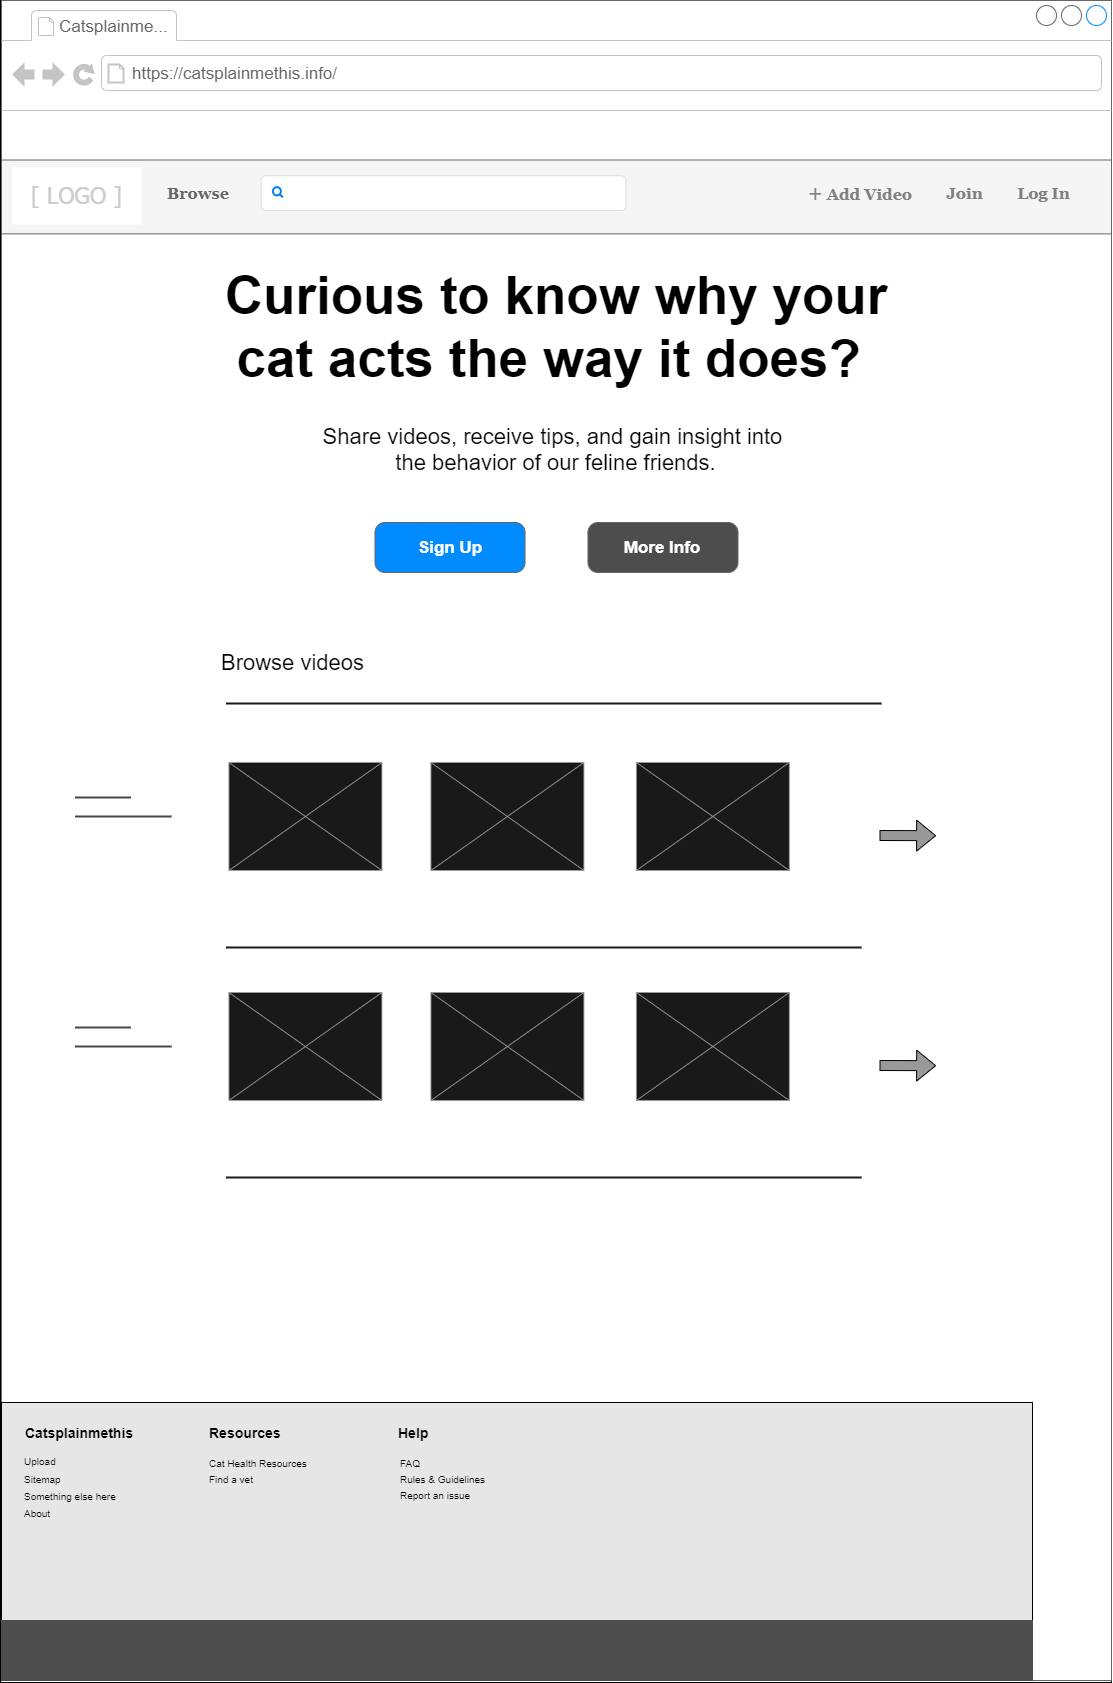 Catsplainme...
https://catsplainmethis.info/
[ LOGO ]
Browse
+ Add Video
Join
Log In
Curious to know why your
cat acts the way it does?
Share videos, receive tips, and gain insight into
the behavior of our feline friends.
Sign Up
More Info
Browse videos
Catsplainmethis
Upload
Sitemap
Something else here
About
Resources
Cat Health Resources
Find a vet
Help
FAQ
Rules & Guidelines
Report an issue